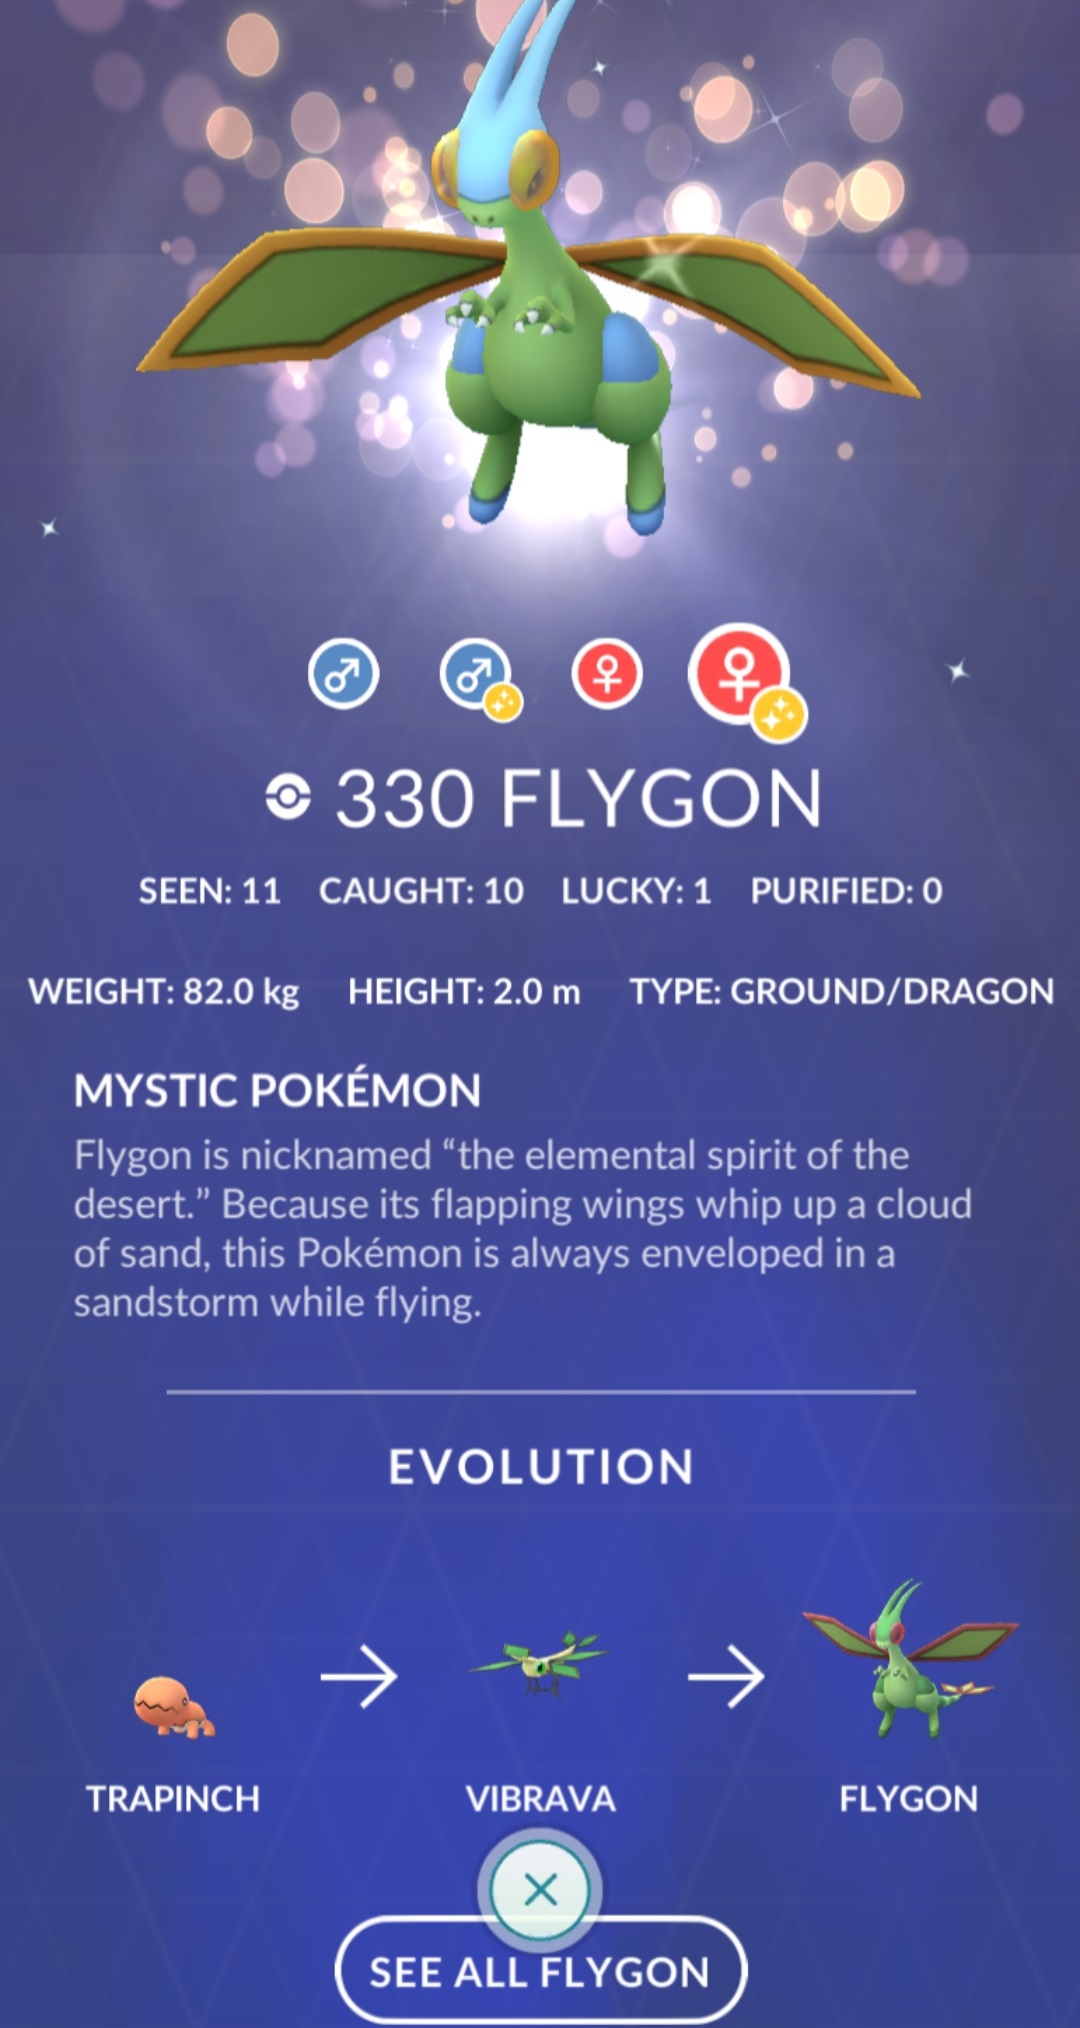 330 FLYGON
SEEN: 11 CAUGHT: 10 LUCKY: 1 PURIFIED: 0
WEIGHT: 82.0 kg HEIGHT: 2.0 m TYPE: GROUND/DRAGON
MYSTIC POKÉMON
Flygon is nicknamed “the elemental spirit of the
desert.” Because its flapping wings whip up a cloud
of sand, this Pokémon is always enveloped in a
sandstorm while flying.
EVOLUTION
TRAPINCH VIBRAVA FLYGON
SEE ALL FLYGON